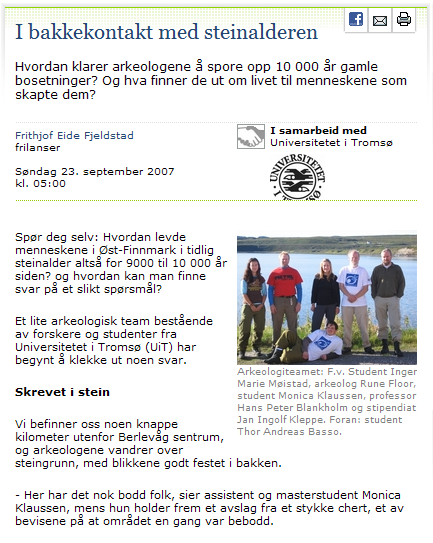 I bakkekontakt med steinalderen
Hvordan klarer arkeologene å spore opp 10 000 år gamle
bosetninger? Og hva finner de ut om livet til menneskene som
skapte dem?
Frithjof Eide Fjeldstad
frilanser
Søndag 23. september 2007
kl. 05:00
I samarbeid med
Universitetet i Tromsø
UNIVERSITETET I TROMSØ
Spør deg selv: Hvordan levde
menneskene i Øst-Finnmark i tidlig
steinalder altså for 9000 til 10 000 år
siden? og hvordan kan man finne
svar på et slikt spørsmål?
Et lite arkeologisk team bestående
av forskere og studenter fra
Universitetet i Tromsø (UiT) har
begynt å klekke ut noen svar.
Skrevet i stein
Vi befinner oss noen knappe
kilometer utenfor Berlevåg sentrum,
og arkeologene vandrer over
steingrunn, med blikkene godt festet i bakken.
- Her har det nok bodd folk, sier assistent og masterstudent Monica
Klaussen, mens hun holder frem et avslag fra et stykke chert, et av
bevisene på at området en gang var bebodd.
Arkeologiteamet: F.v. Student Inger
Marie Møistad, arkeolog Rune Floor,
student Monica Klaussen, professor
Hans Peter Blankholm og stipendiat
Jan Ingolf Kleppe. Foran: student
Thor Andreas Basso.